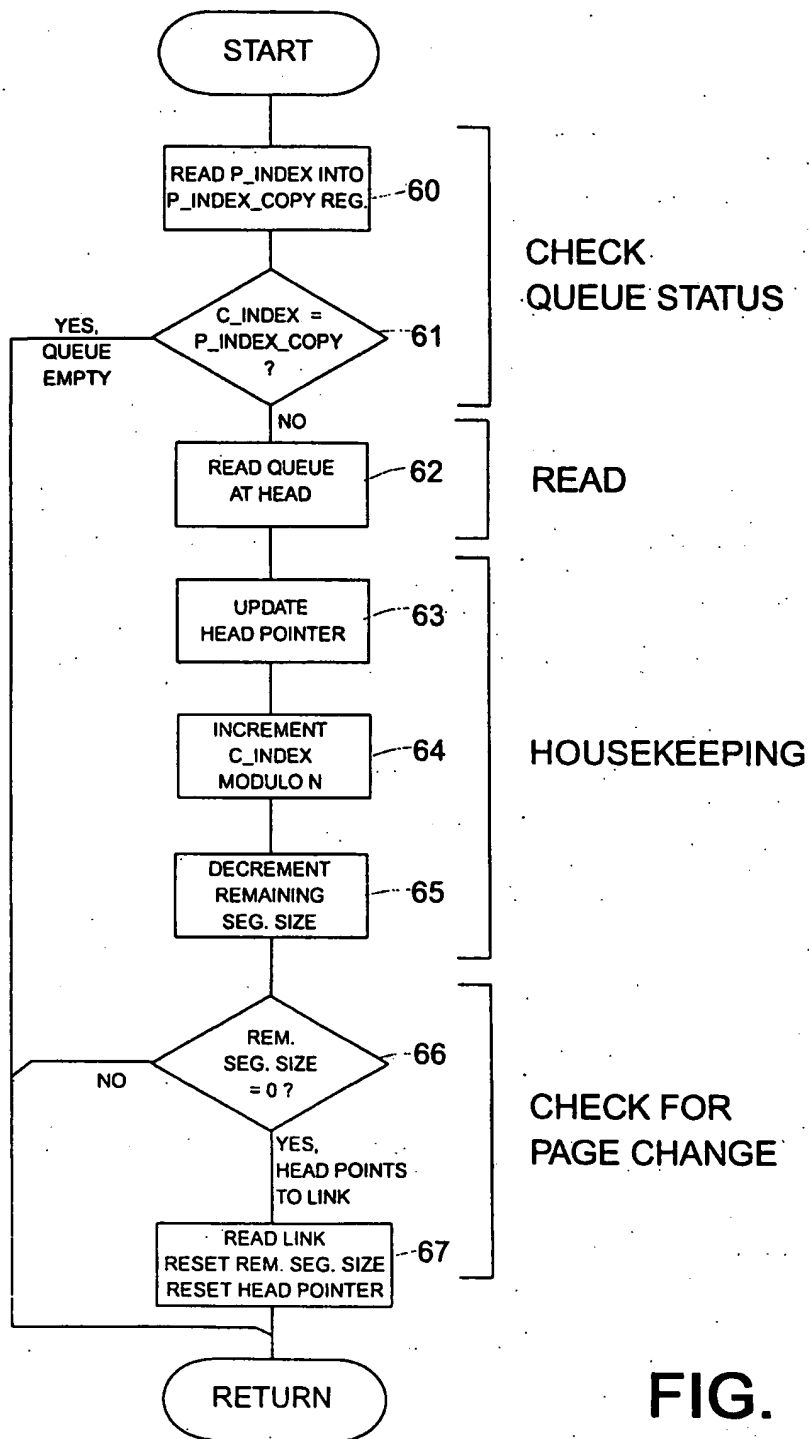 START
READ P_INDEX INTO
P_INDEX_COPY REG.
60
CHECK
QUEUE STATUS
C_INDEX =
P_INDEX_COPY
?
61
YES,
QUEUE
EMPTY
NO
READ QUEUE
AT HEAD
62
READ
UPDATE
HEAD POINTER
63
INCREMENT
C_INDEX
MODULO N
64
HOUSEKEEPING
DECREMENT
REMAINING
SEG. SIZE
65
REM.
SEG. SIZE
= 0 ?
66
NO
CHECK FOR
PAGE CHANGE
YES,
HEAD POINTS
TO LINK
READ LINK
RESET REM. SEG. SIZE
RESET HEAD POINTER
67
RETURN
FIG.